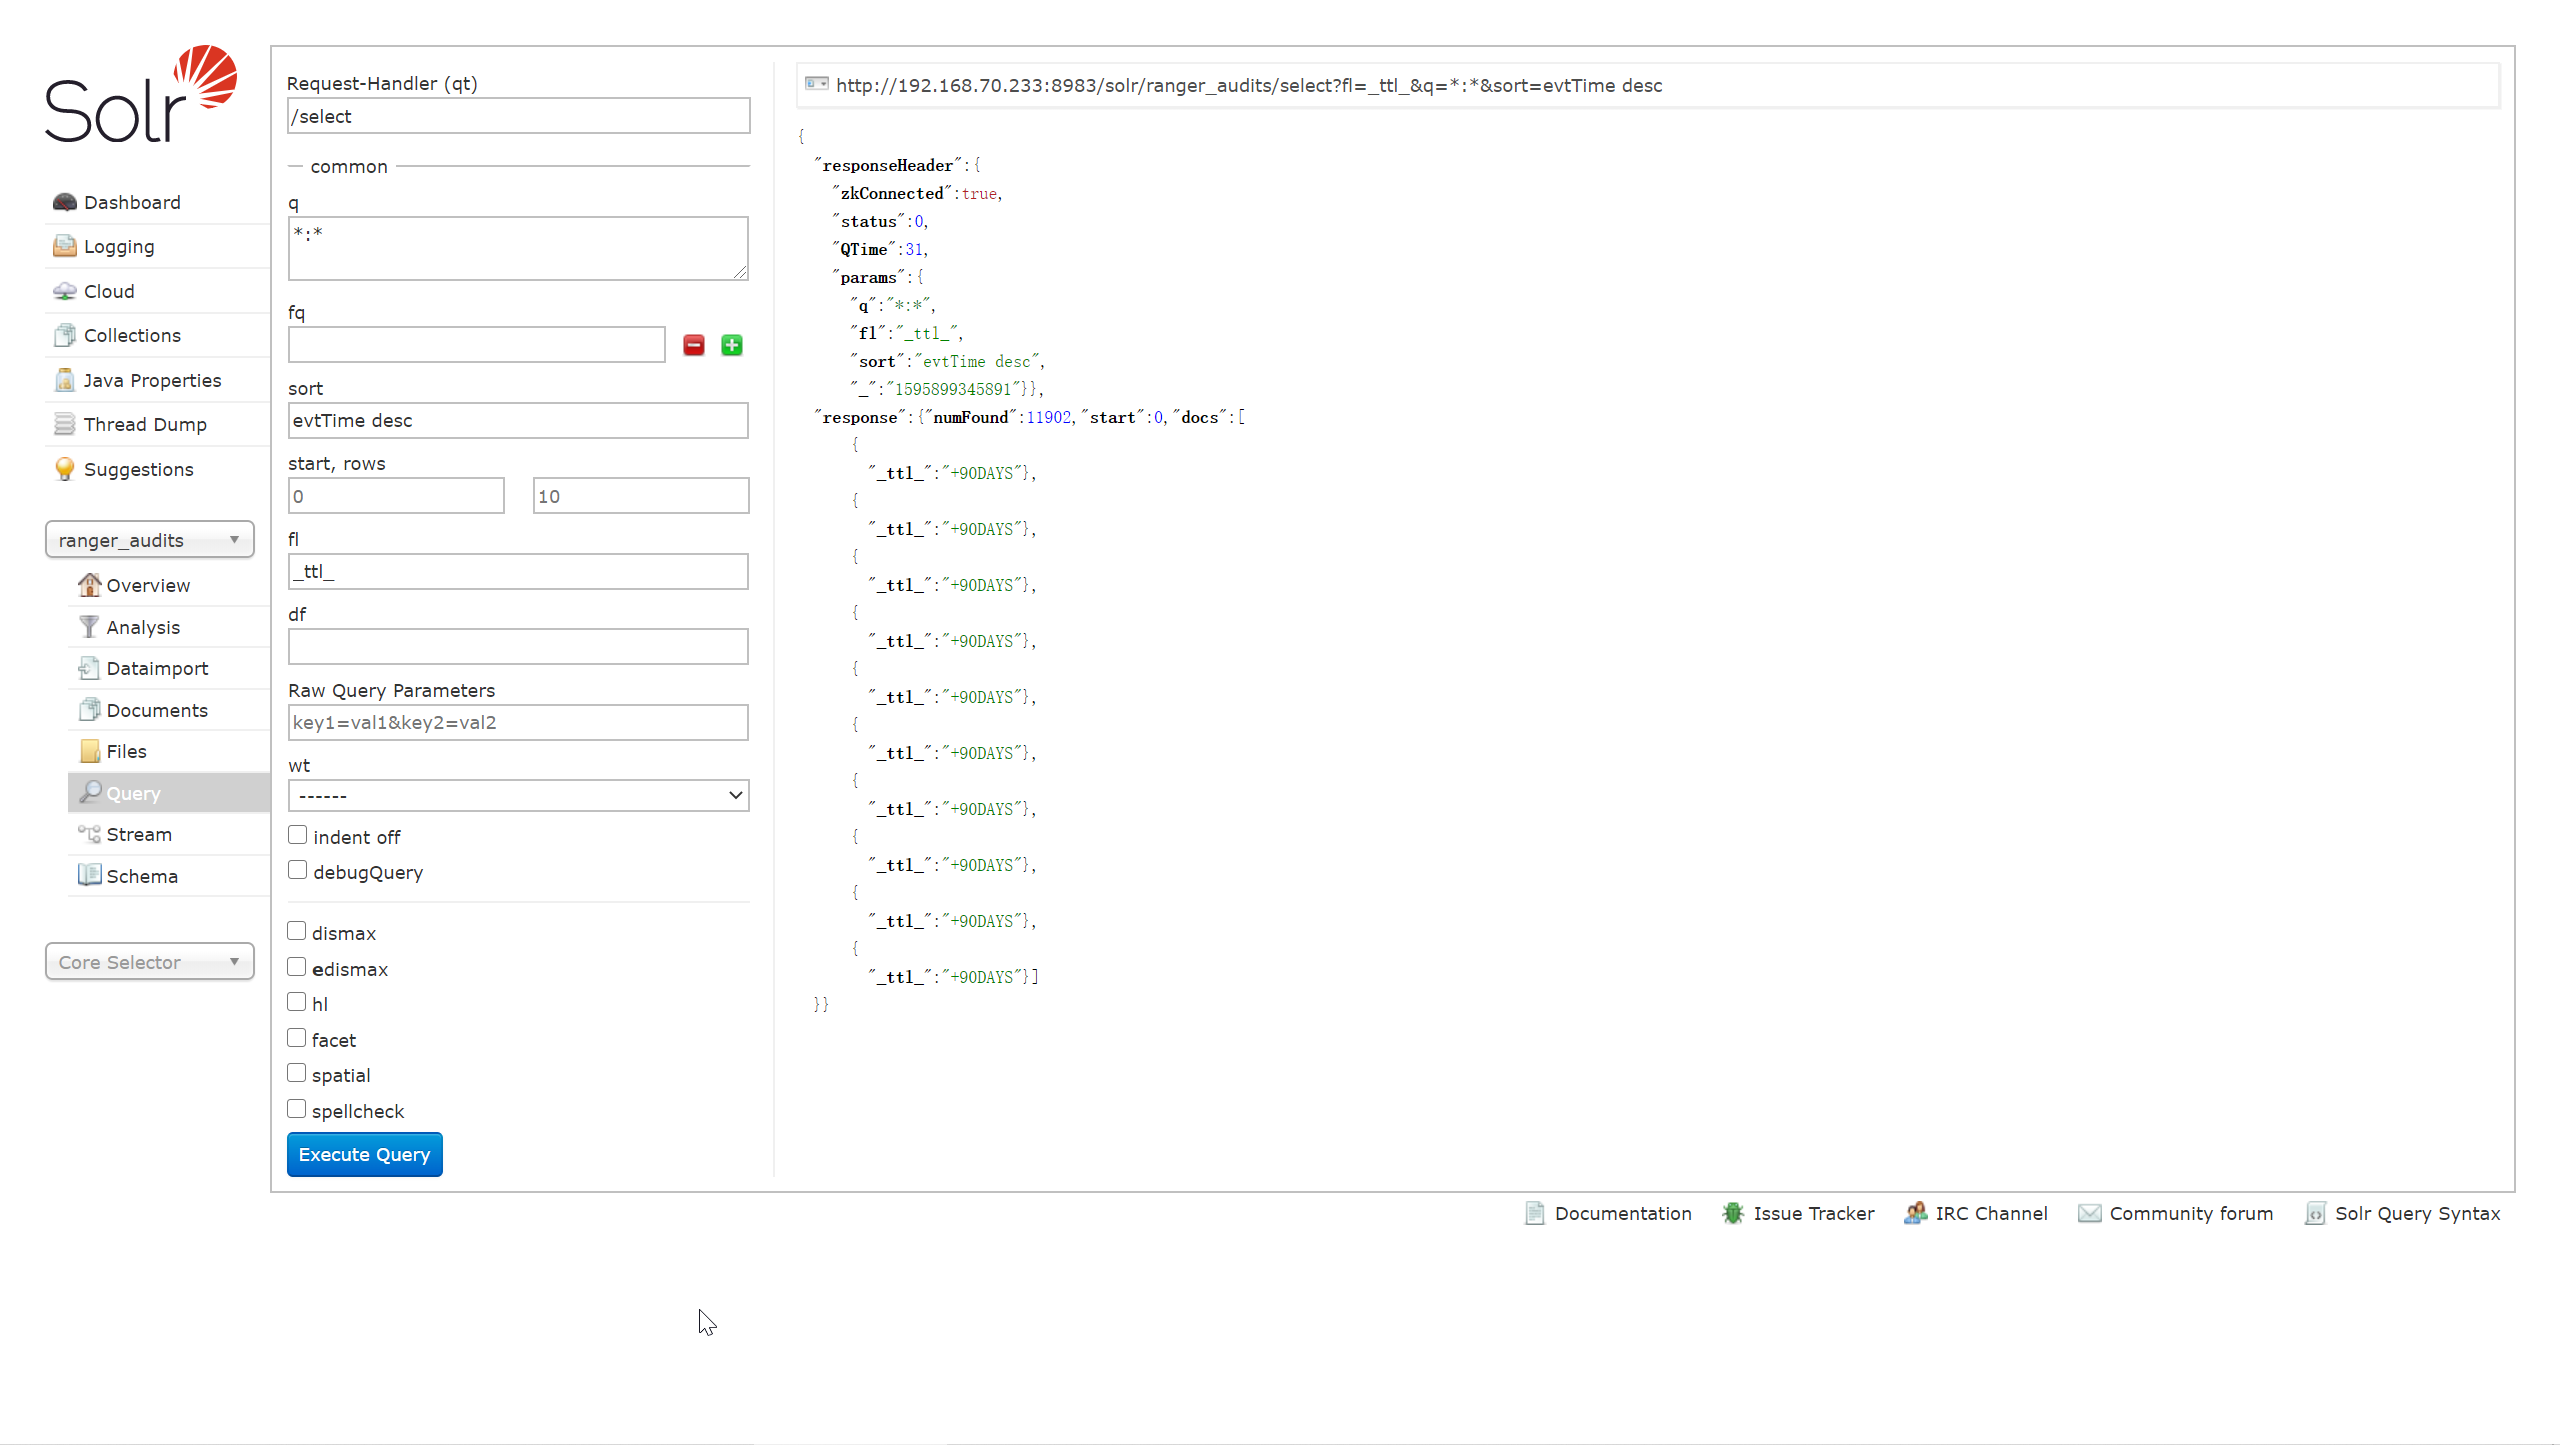 Solr
Dashboard
Logging
Cloud
Collections
Java Properties
Thread Dump
Suggestions
ranger_audits
Overview
Analysis
Dataimport
Documents
Files
Query
Stream
Schema
Core Selector
Request-Handler (qt)
/select
common
q
*:*
fq
sort
evtTime desc
start, rows
0 10
fl
_ttl_
df
Raw Query Parameters
key1=val1&key2=val2
wt
------
indent off
debugQuery
dismax
edismax
hl
facet
spatial
spellcheck
Execute Query
http://192.168.70.233:8983/solr/ranger_audits/select?fl=_ttl_&q=*:*&sort=evtTime desc
{
"responseHeader":{
"zkConnected":true,
"status":0,
"QTime":31,
"params":{
"q":"*:*",
"fl":"_ttl_",
"sort":"evtTime desc",
"_":"1595899345891"}},
"response":{"numFound":11902,"start":0,"docs":[
{
"_ttl_":"+90DAYS"},
{
"_ttl_":"+90DAYS"},
{
"_ttl_":"+90DAYS"},
{
"_ttl_":"+90DAYS"},
{
"_ttl_":"+90DAYS"},
{
"_ttl_":"+90DAYS"},
{
"_ttl_":"+90DAYS"},
{
"_ttl_":"+90DAYS"},
{
"_ttl_":"+90DAYS"},
{
"_ttl_":"+90DAYS"}]
}}
Documentation Issue Tracker IRC Channel Community forum Solr Query Syntax